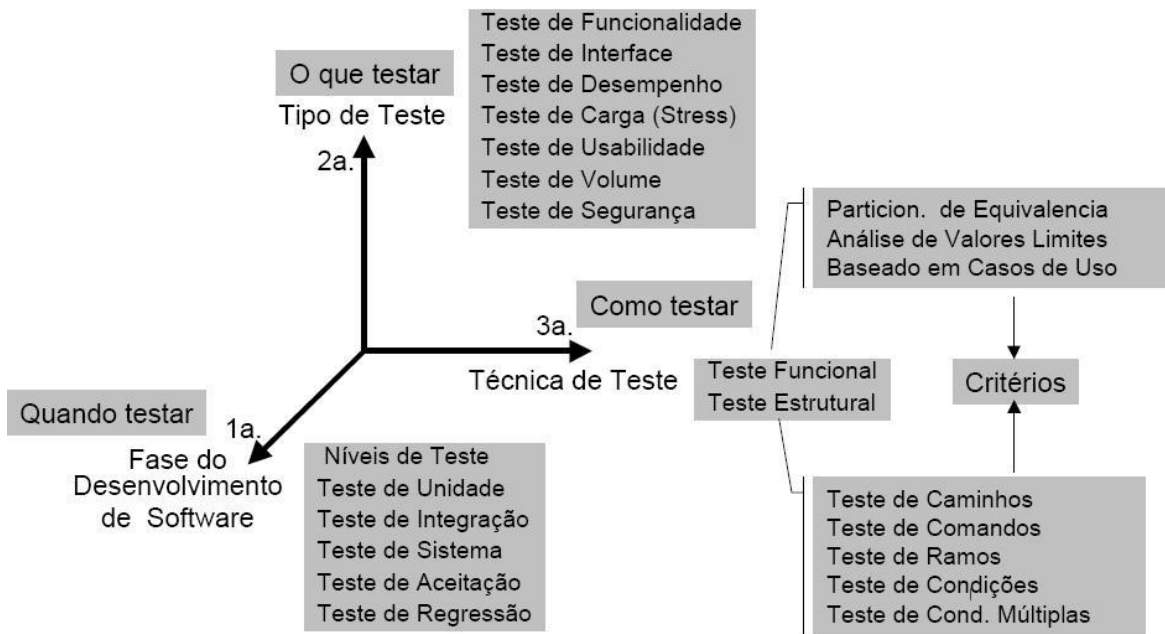 O que testar
Tipo de Teste
2a.
Teste de Funcionalidade
Teste de Interface
Teste de Desempenho
Teste de Carga (Stress)
Teste de Usabilidade
Teste de Volume
Teste de Segurança
Como testar
3a.
Técnica de Teste
Teste Funcional
Teste Estrutural
Particion. de Equivalencia
Análise de Valores Limites
Baseado em Casos de Uso
Critérios
Teste de Caminhos
Teste de Comandos
Teste de Ramos
Teste de Condições
Teste de Cond. Múltiplas
Quando testar
1a.
Fase do
Desenvolvimento
de Software
Níveis de Teste
Teste de Unidade
Teste de Integração
Teste de Sistema
Teste de Aceitação
Teste de Regressão